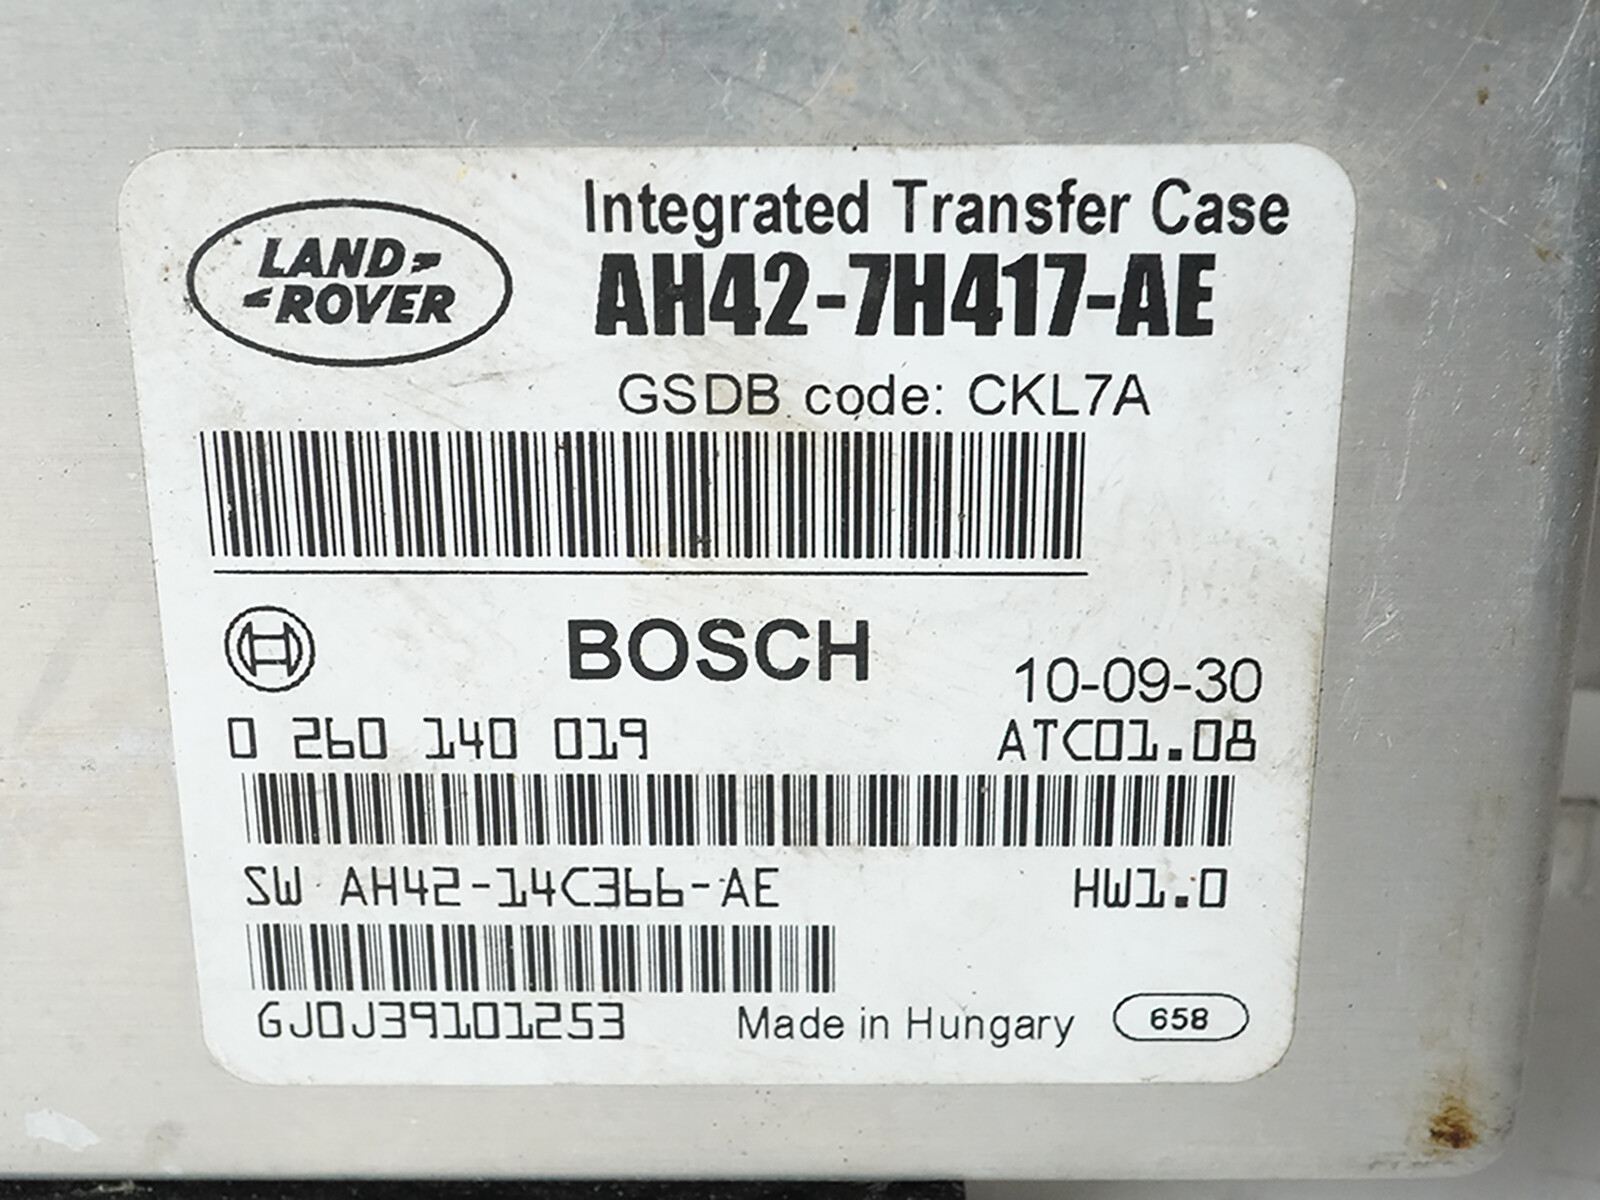 LAND
ROVER
Integrated Transfer Case
AH42-7H417-AE
GSDB code: CKL7A
BOSCH
10-09-30
0 260 140 019
ATC01.08
SW AH42-14C366-AE
HW1.0
GJ0J39101253
Made in Hungary
658